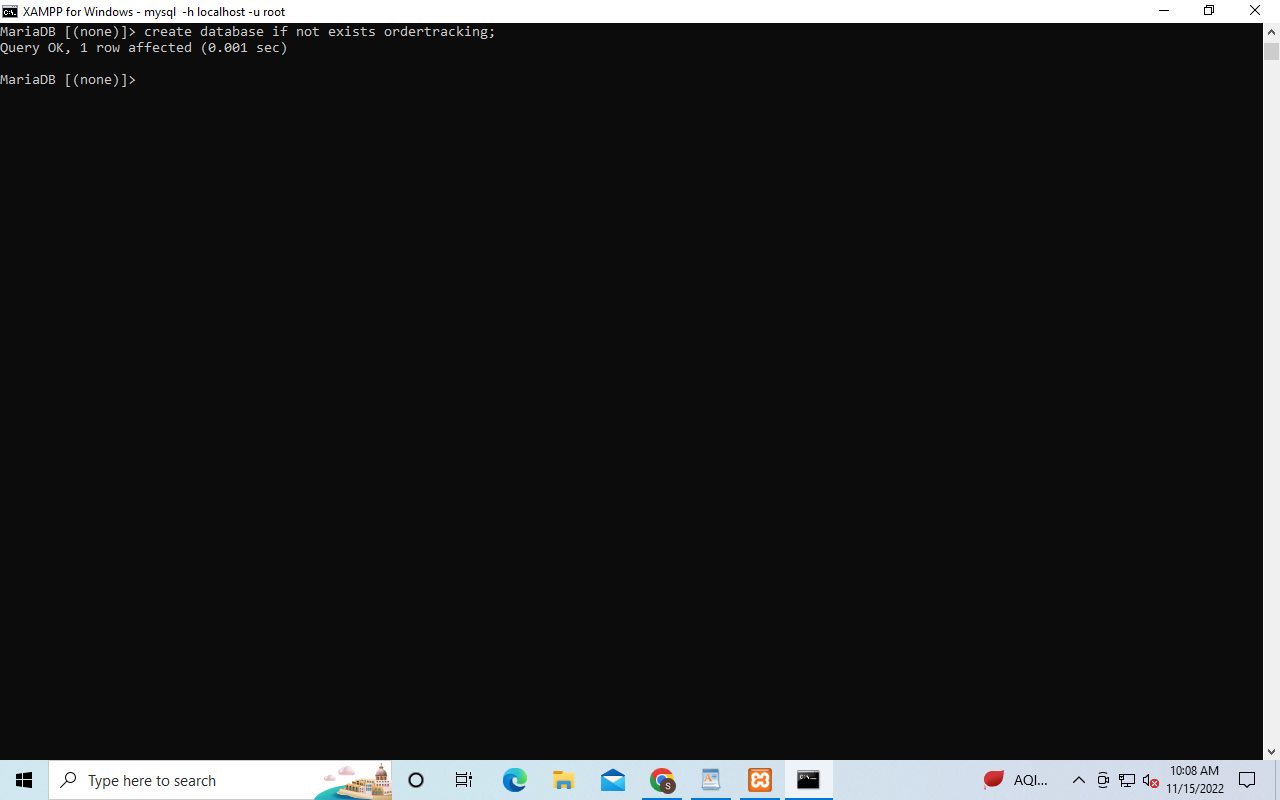 XAMPP for Windows - mysql  -h localhost -u root
MariaDB [(none)]> create database if not exists ordertracking;
Query OK, 1 row affected (0.001 sec)
MariaDB [(none)]>
Type here to search
S
AQI...
10:08 AM
11/15/2022